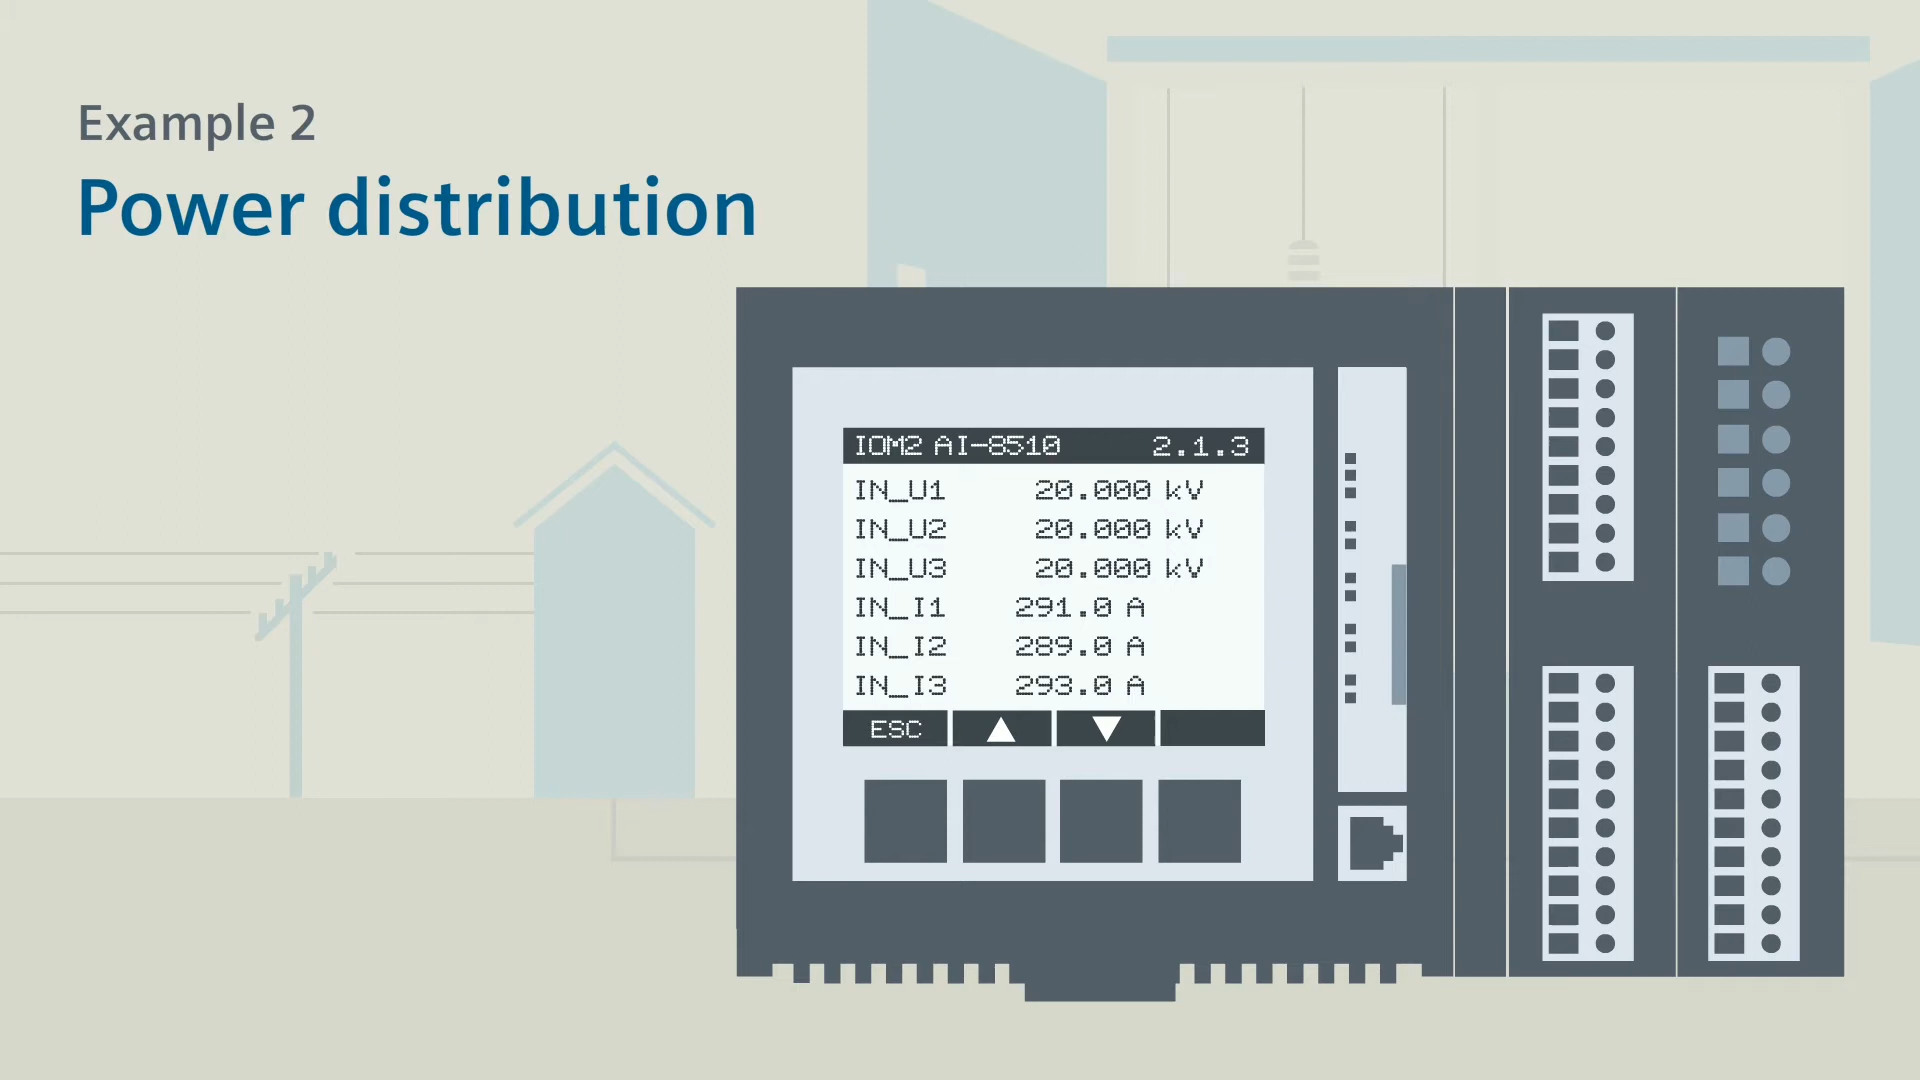 Example 2
Power distribution
IOM2 AI-8510 2.1.3
IN_U1 20.000 kV
IN_U2 20.000 kV
IN_U3 20.000 kV
IN_I1 291.0 A
IN_I2 289.0 A
IN_I3 293.0 A
ESC ▲ ▼